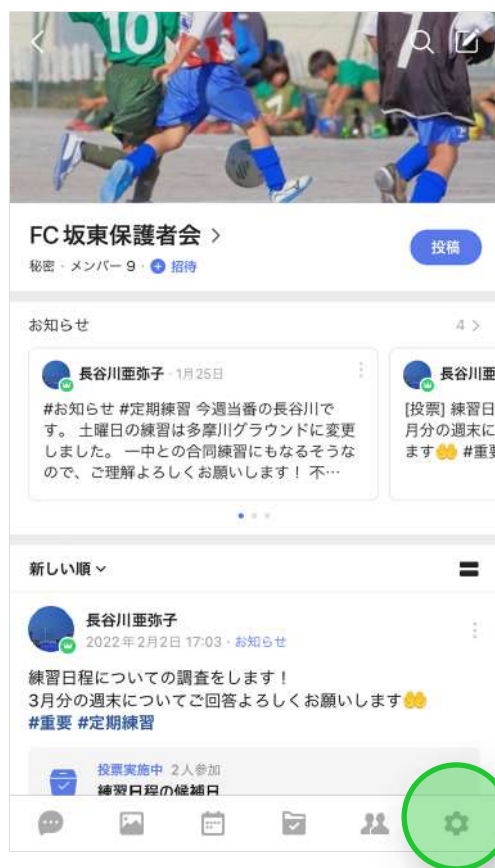 10
7
FC坂東保護者会 >
投稿
秘密・メンバー 9・招待
お知らせ
4 >
長谷川亜弥子・1月25日
#お知らせ #定期練習 今週当番の長谷川で
す。 土曜日の練習は多摩川グラウンドに変更
しました。 一中との合同練習にもなるそうな
ので、ご理解よろしくお願いします！ 不…
長谷川亜
[投票] 練習日
月分の週末に
ます🤲 #重要
新しい順
長谷川亜弥子
2022年2月2日 17:03・お知らせ
練習日程についての調査をします！
3月分の週末についてご回答よろしくお願いします🤲
#重要 #定期練習
投票実施中 2人参加
練習日程の候補日